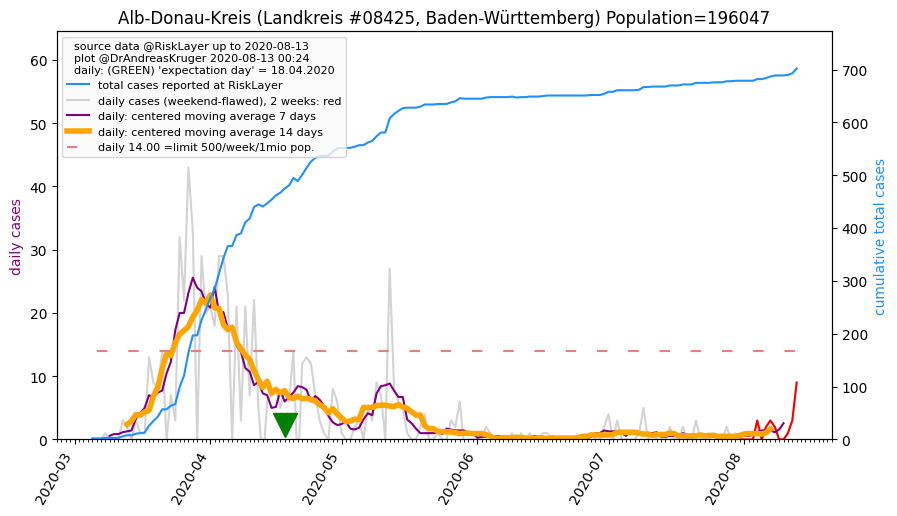 Alb-Donau-Kreis (Landkreis #08425, Baden-Württemberg) Population=196047
source data @RiskLayer up to 2020-08-13
plot @DrAndreasKruger 2020-08-13 00:24
daily: (GREEN) 'expectation day' = 18.04.2020
total cases reported at RiskLayer
daily cases (weekend-flawed), 2 weeks: red
daily: centered moving average 7 days
daily: centered moving average 14 days
daily 14.00 =limit 500/week/1mio pop.
daily cases
60
50
40
30
20
10
0
cumulative total cases
700
600
500
400
300
200
100
0
2020-03
2020-04
2020-05
2020-06
2020-07
2020-08